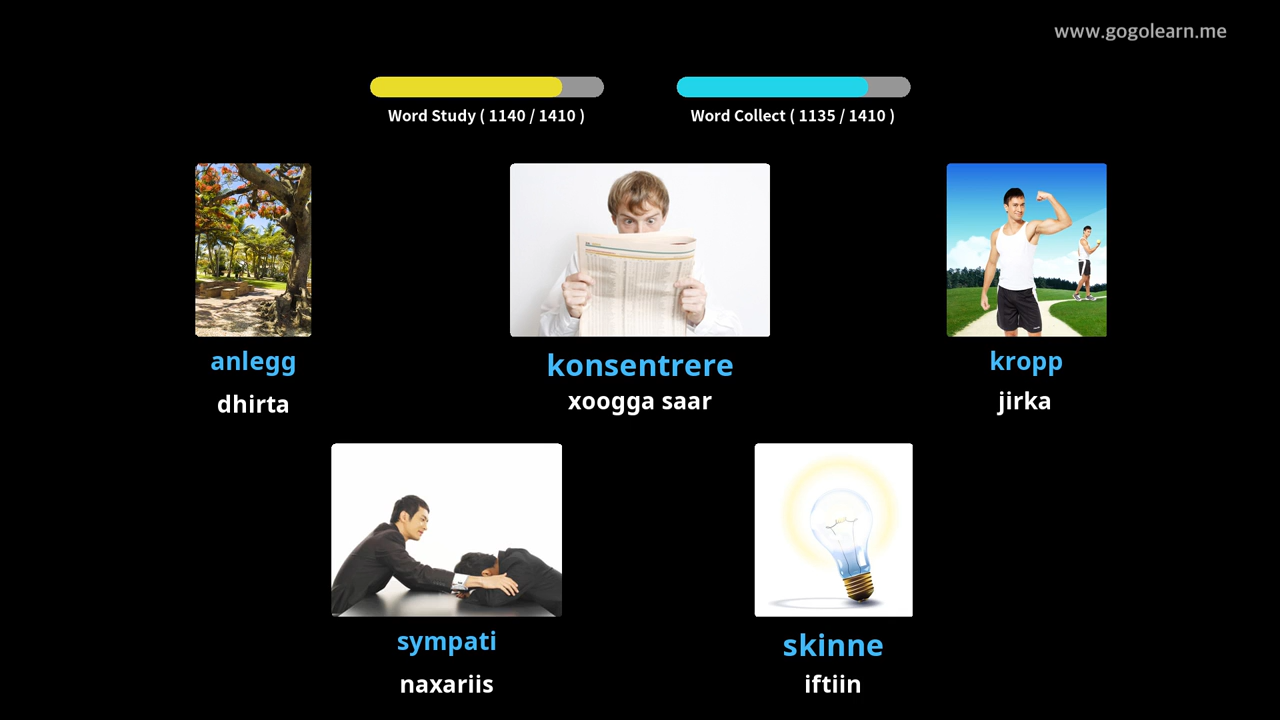 www.gogolearn.me
Word Study ( 1140 / 1410 )
Word Collect ( 1135 / 1410 )
anlegg
dhirta
konsentrere
xoogga saar
kropp
jirka
sympati
naxariis
skinne
iftiin